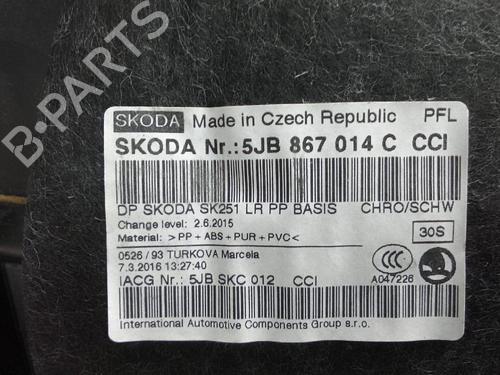 B-PARTS
SKODA Made in Czech Republic PFL
SKODA Nr.: 5JB 867 014 C CCI
DP SKODA SK251 LR PP BASIS CHRO/SCHW
Change level: 2.6.2015
Material: >PP+ABS+PUR+PVC<
30S
0526 / 93 TURKOVA Marcela
7.3.2016 13:27:40
CCC
IACG Nr.: 5JB SKC 012 CCI A047226
International Automotive Components Group s.r.o.